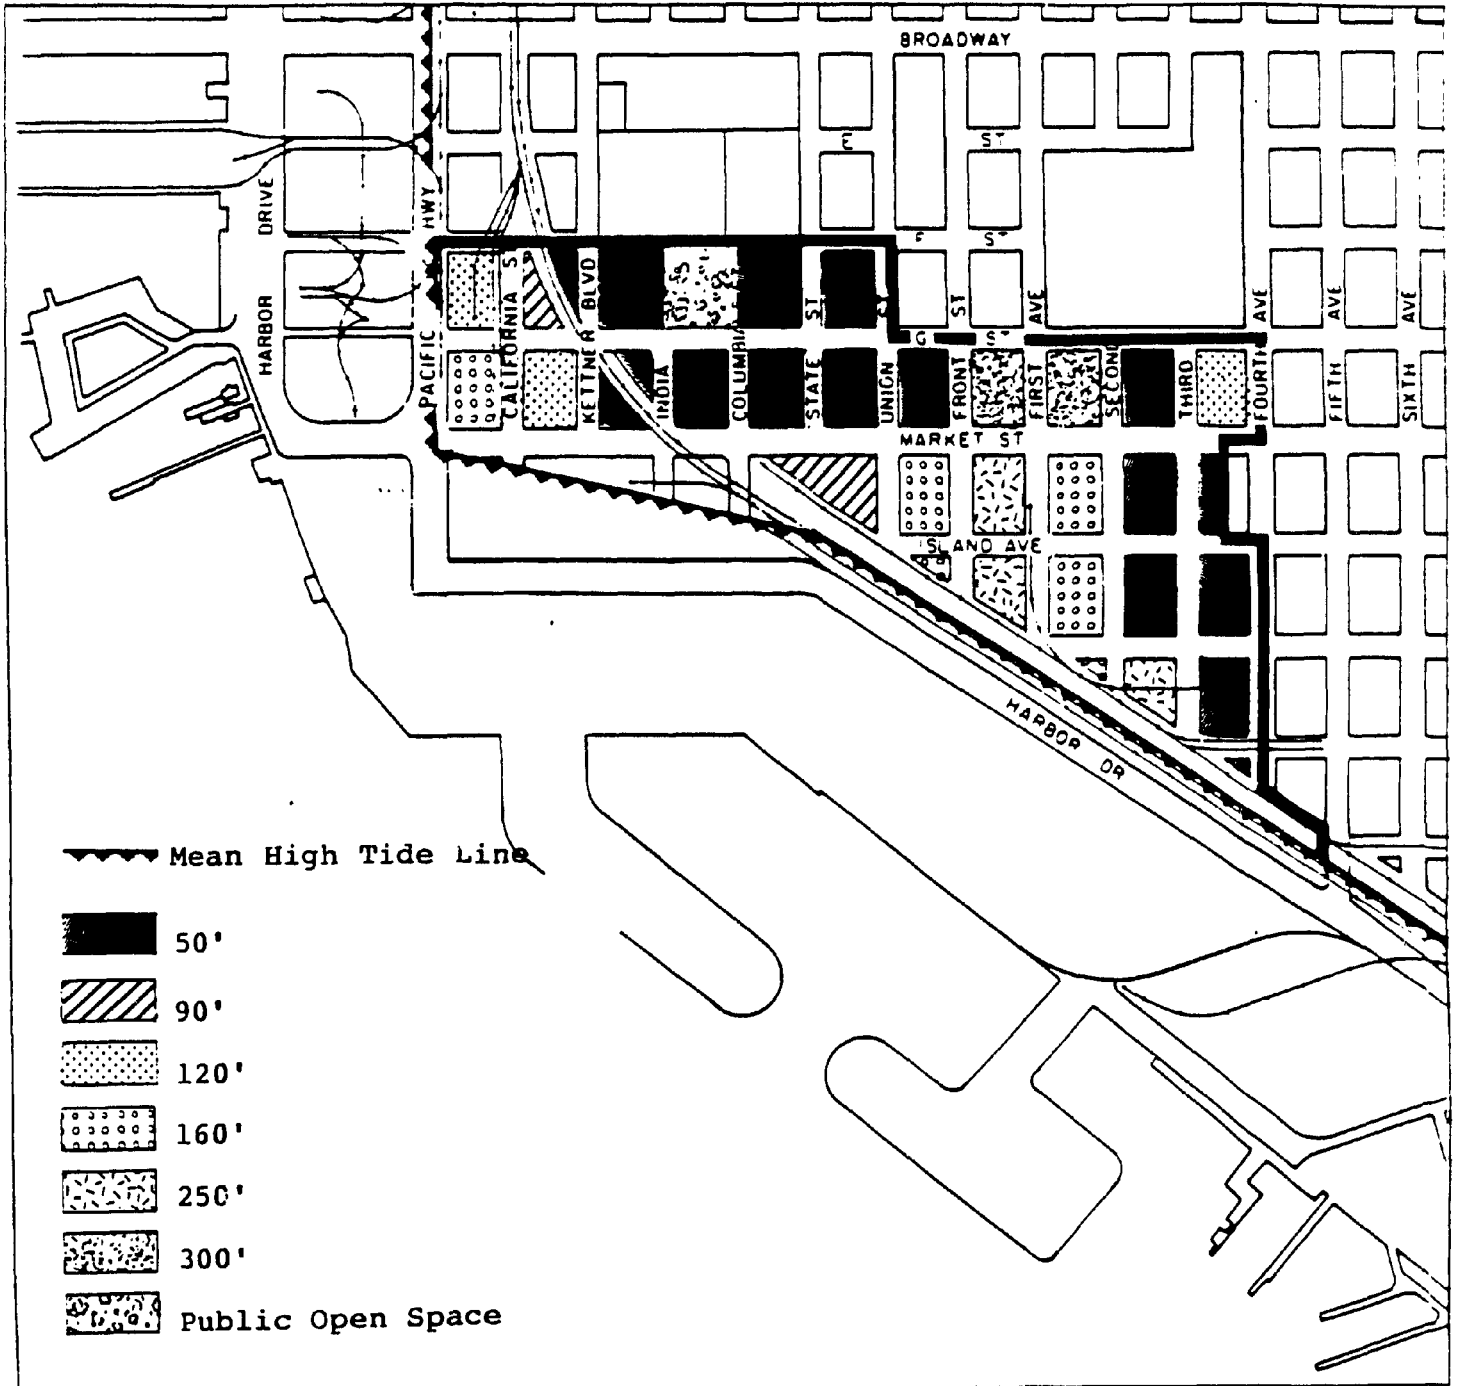 BROADWAY
E ST
F ST
DRIVE
HARBOR
HWY
PACIFIC
CALIFORNIA S
KETTNER BLVD
INDIA
COLUMBIA
STATE ST
UNION ST
FRONT ST
FIRST AVE
SECOND
THIRD
FOURTH AVE
FIFTH AVE
SIXTH AVE
G ST
MARKET ST
ISLAND AVE
HARBOR DR
Mean High Tide Line
50'
90'
120'
160'
250'
300'
Public Open Space